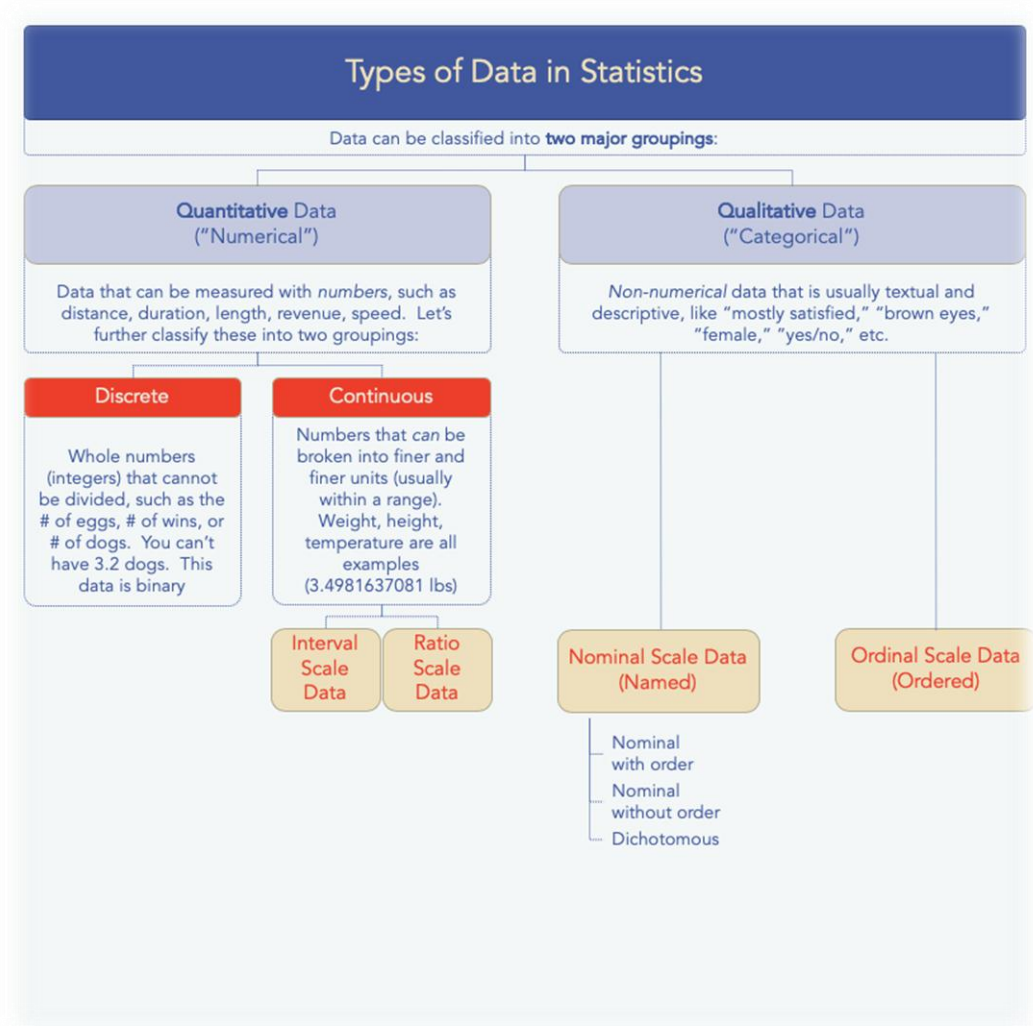 Types of Data in Statistics
Data can be classified into two major groupings:
Quantitative Data
(“Numerical”)
Data that can be measured with numbers, such as
distance, duration, length, revenue, speed.  Let’s
further classify these into two groupings:
Discrete
Whole numbers
(integers) that cannot
be divided, such as the
# of eggs, # of wins, or
# of dogs.  You can’t
have 3.2 dogs.  This
data is binary
Continuous
Numbers that can be
broken into finer and
finer units (usually
within a range).
Weight, height,
temperature are all
examples
(3.4981637081 lbs)
Interval
Scale
Data
Ratio
Scale
Data
Qualitative Data
(“Categorical”)
Non-numerical data that is usually textual and
descriptive, like “mostly satisfied,” “brown eyes,”
“female,” “yes/no,” etc.
Nominal Scale Data
(Named)
Nominal
with order
Nominal
without order
Dichotomous
Ordinal Scale Data
(Ordered)